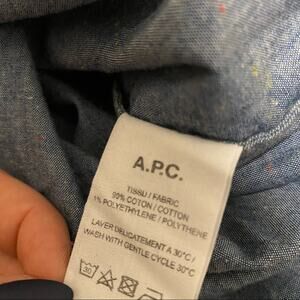 A.P.C.
TISSU / FABRIC
99% COTON / COTTON
1% POLYETHYLENE / POLYTHENE
LAVER DELICATEMENT A 30°C /
WASH WITH GENTLE CYCLE 30°C
30